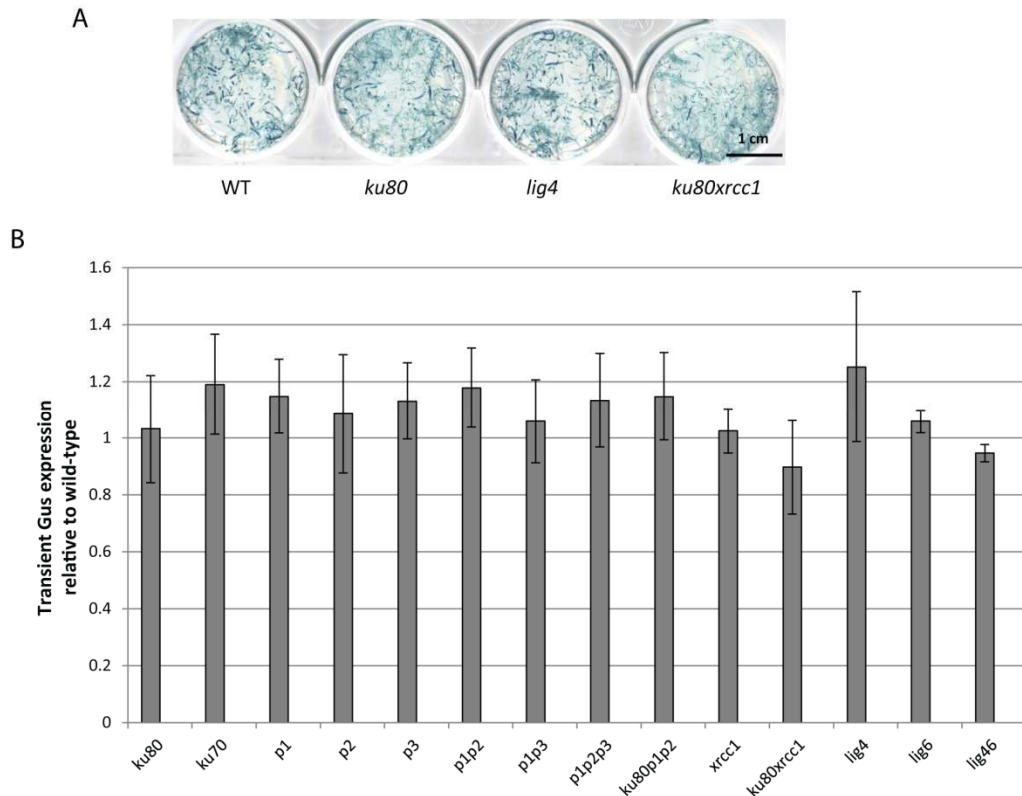 A
1 cm
WT ku80 lig4 ku80xrcc1
B
Transient Gus expression
relative to wild-type
1.6
1.4
1.2
1
0.8
0.6
0.4
0.2
0
ku80 ku70 p1 p2 p3 p1p2 p1p3 p1p2p3 ku80p1p2 xrcc1 ku80xrcc1 lig4 lig6 lig46